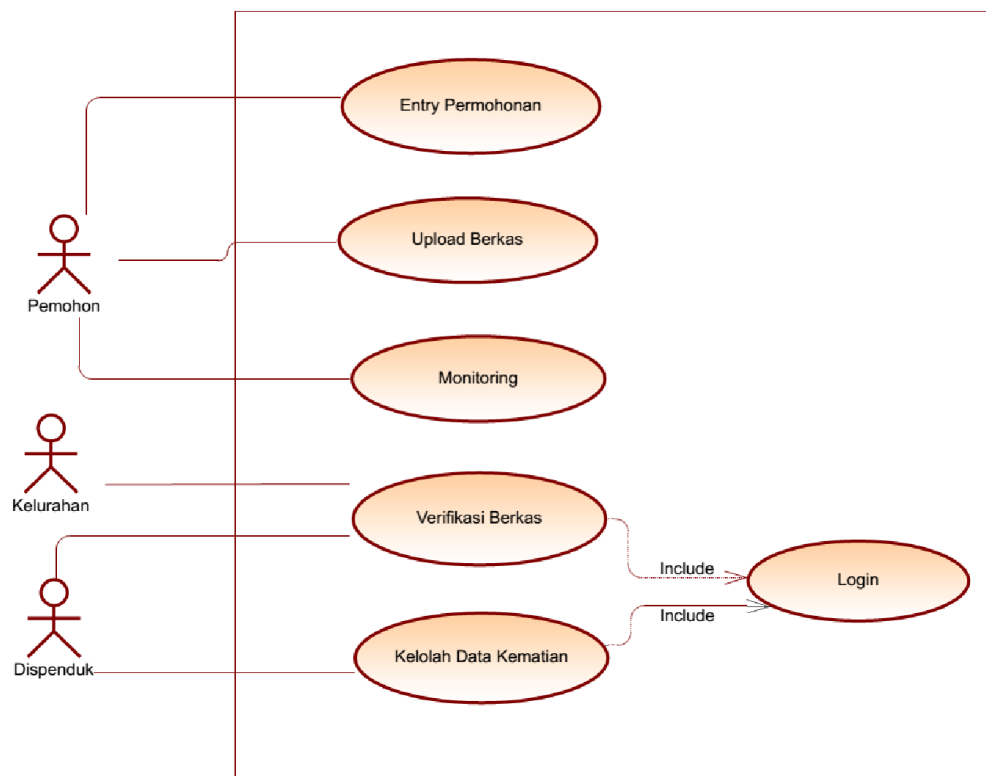 Entry Permohonan
Upload Berkas
Pemohon
Monitoring
Kelurahan
Verifikasi Berkas
Include
Login
Include
Kelolah Data Kematian
Dispenduk